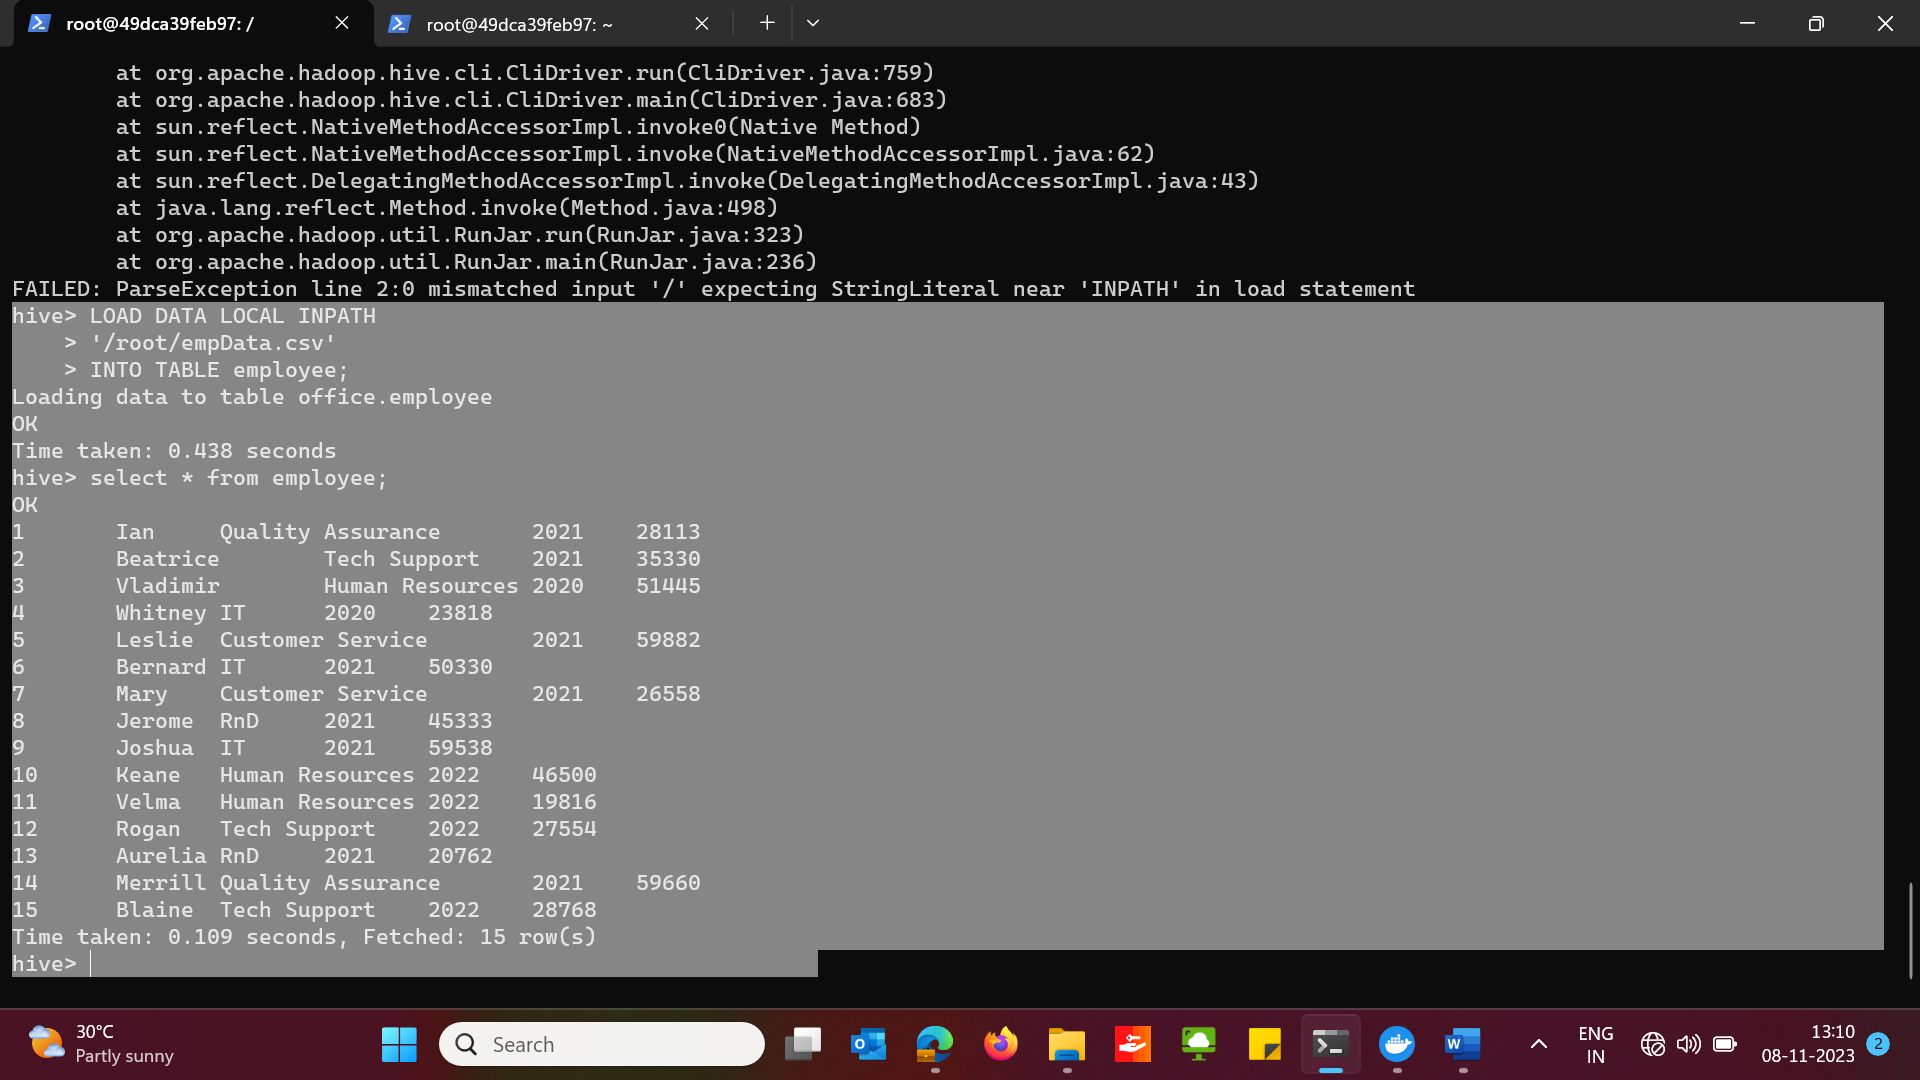 root@49dca39feb97: /
root@49dca39feb97: ~
at org.apache.hadoop.hive.cli.CliDriver.run(CliDriver.java:759)
at org.apache.hadoop.hive.cli.CliDriver.main(CliDriver.java:683)
at sun.reflect.NativeMethodAccessorImpl.invoke0(Native Method)
at sun.reflect.NativeMethodAccessorImpl.invoke(NativeMethodAccessorImpl.java:62)
at sun.reflect.DelegatingMethodAccessorImpl.invoke(DelegatingMethodAccessorImpl.java:43)
at java.lang.reflect.Method.invoke(Method.java:498)
at org.apache.hadoop.util.RunJar.run(RunJar.java:323)
at org.apache.hadoop.util.RunJar.main(RunJar.java:236)
FAILED: ParseException line 2:0 mismatched input '/' expecting StringLiteral near 'INPATH' in load statement
hive> LOAD DATA LOCAL INPATH
> '/root/empData.csv'
> INTO TABLE employee;
Loading data to table office.employee
OK
Time taken: 0.438 seconds
hive> select * from employee;
OK
1 Ian Quality Assurance 2021 28113
2 Beatrice Tech Support 2021 35330
3 Vladimir Human Resources 2020 51445
4 Whitney IT 2020 23818
5 Leslie Customer Service 2021 59882
6 Bernard IT 2021 50330
7 Mary Customer Service 2021 26558
8 Jerome RnD 2021 45333
9 Joshua IT 2021 59538
10 Keane Human Resources 2022 46500
11 Velma Human Resources 2022 19816
12 Rogan Tech Support 2022 27554
13 Aurelia RnD 2021 20762
14 Merrill Quality Assurance 2021 59660
15 Blaine Tech Support 2022 28768
Time taken: 0.109 seconds, Fetched: 15 row(s)
hive>
30°C
Partly sunny
Search
ENG
IN
13:10
08-11-2023
2